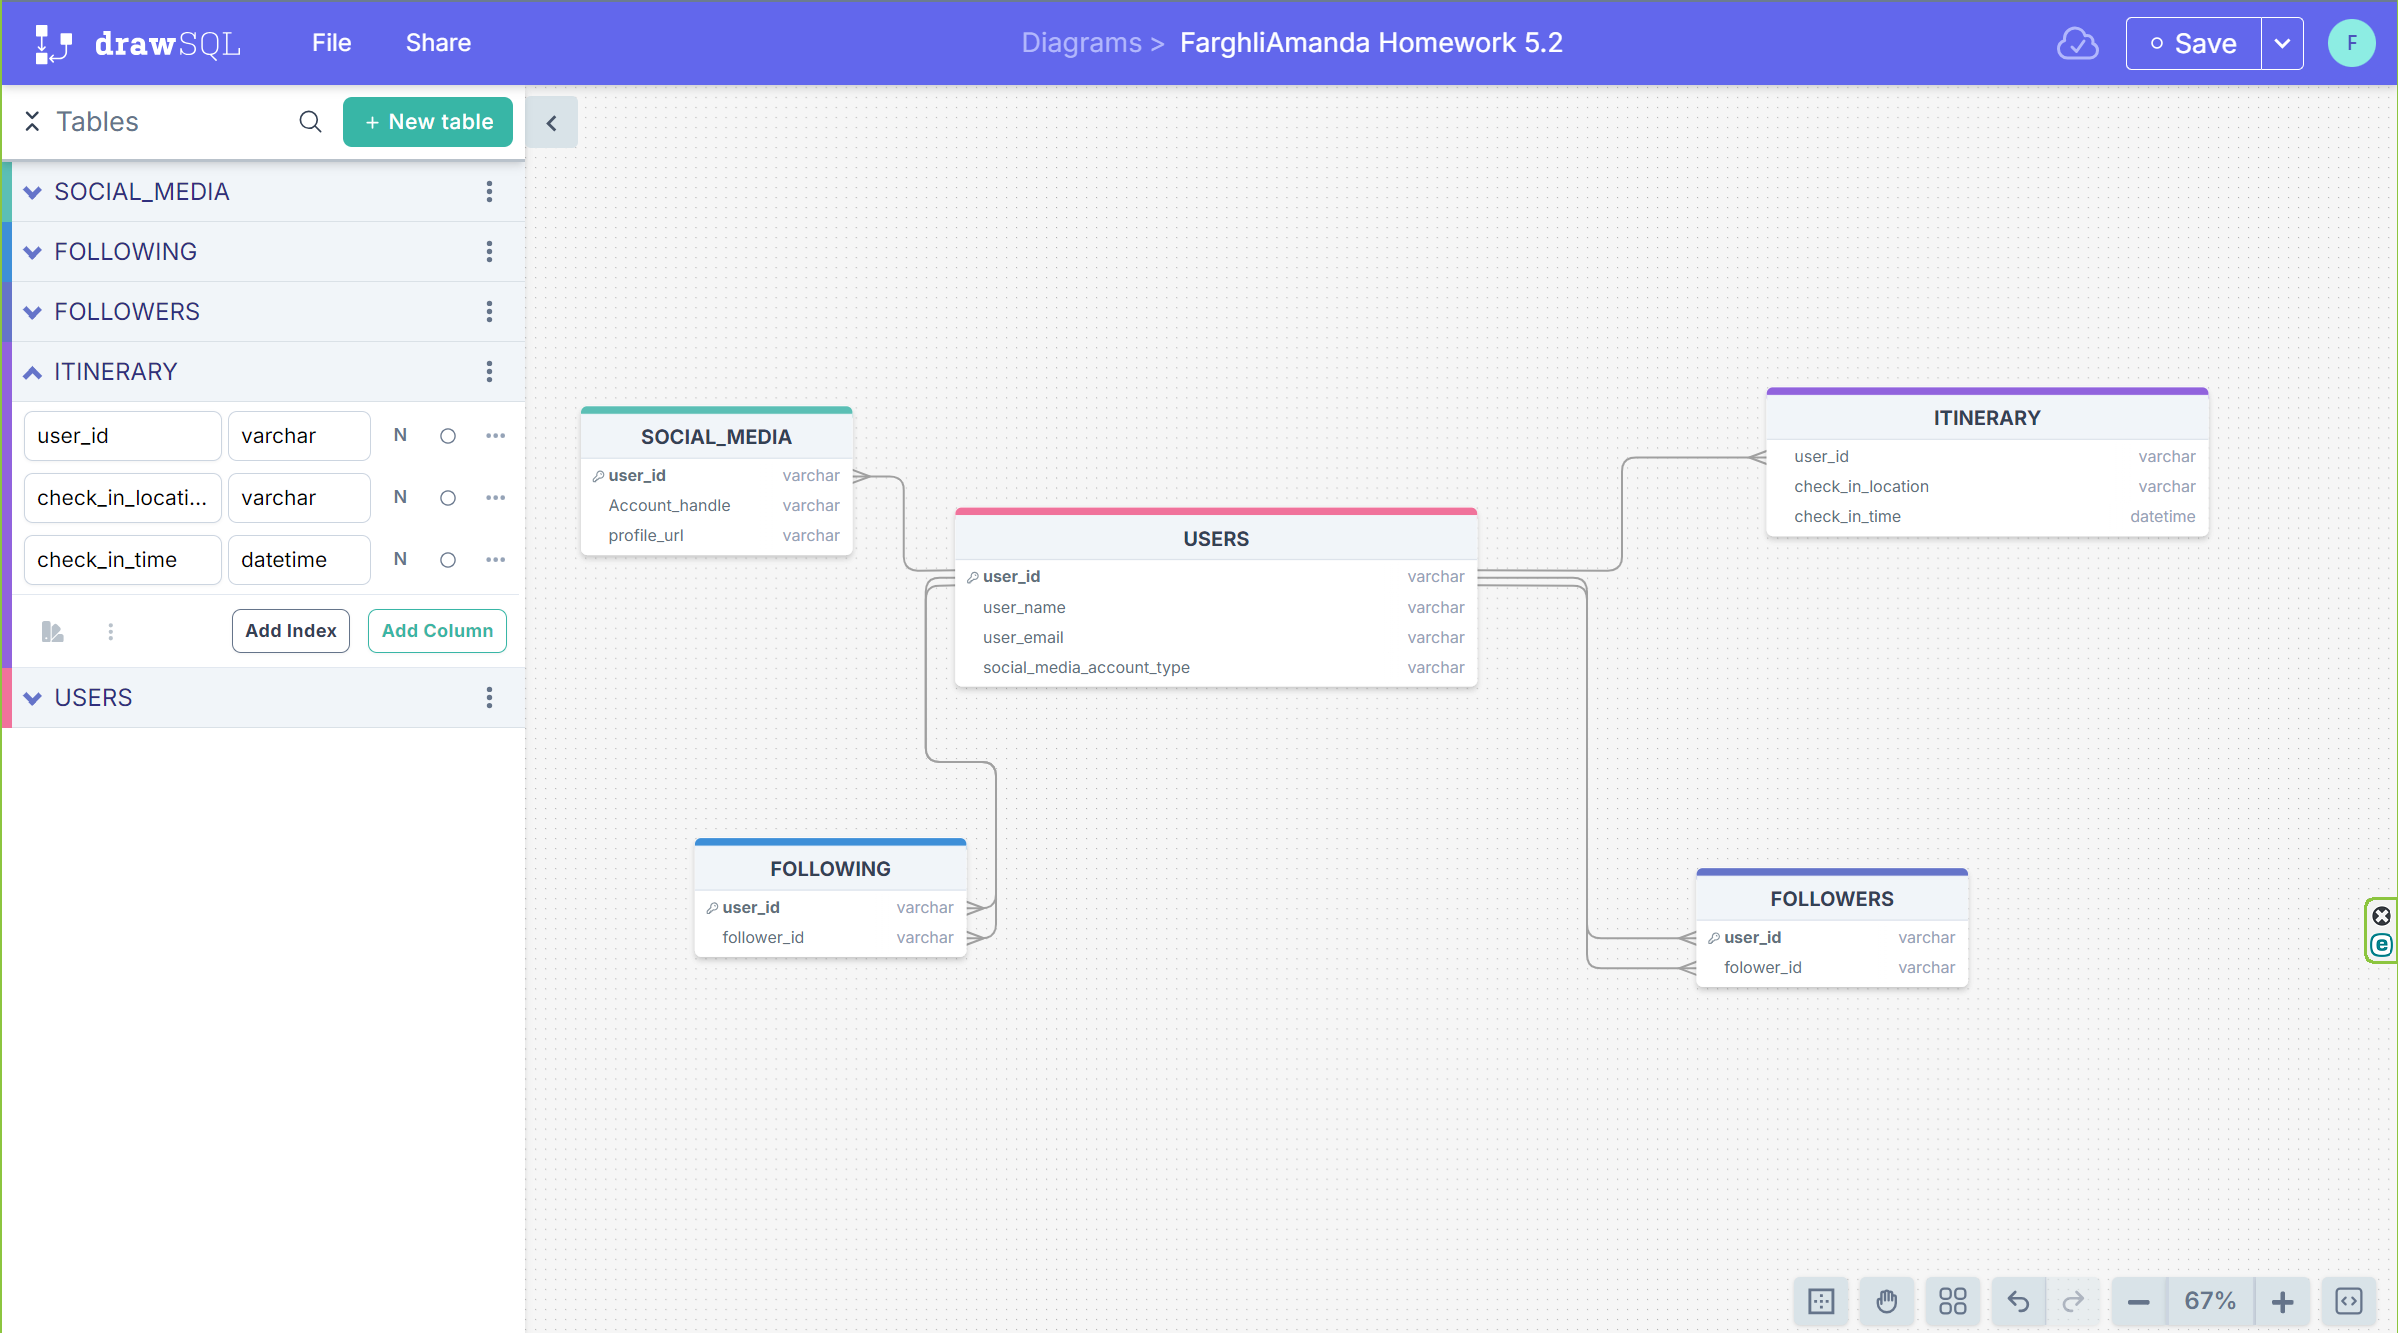 drawSQL File Share Diagrams > FarghliAmanda Homework 5.2 Save F
Tables + New table
SOCIAL_MEDIA
FOLLOWING
FOLLOWERS
ITINERARY
user_id varchar N
check_in_locati... varchar N
check_in_time datetime N
Add Index Add Column
USERS
SOCIAL_MEDIA
user_id varchar
Account_handle varchar
profile_url varchar
USERS
user_id varchar
user_name varchar
user_email varchar
social_media_account_type varchar
ITINERARY
user_id varchar
check_in_location varchar
check_in_time datetime
FOLLOWING
user_id varchar
follower_id varchar
FOLLOWERS
user_id varchar
folower_id varchar
e
67%